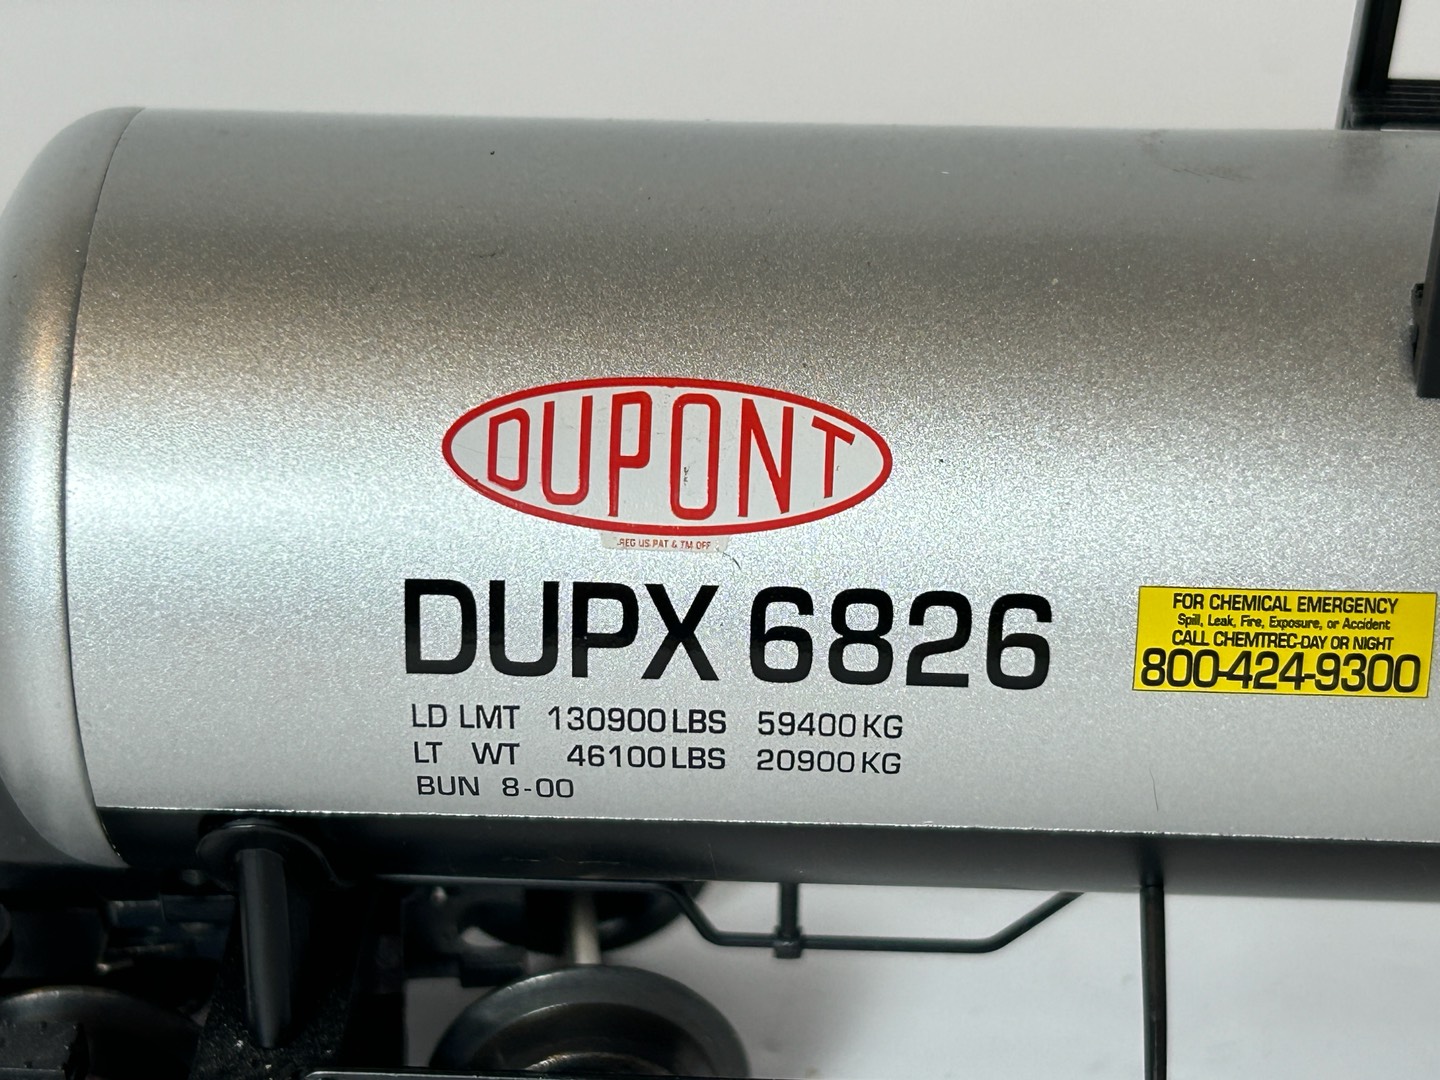 DUPONT
REG US PAT & TM OFF
DUPX 6826
LD LMT 130900 LBS 59400 KG
LT WT 46100 LBS 20900 KG
BUN 8-00
FOR CHEMICAL EMERGENCY
Spill, Leak, Fire, Exposure, or Accident
CALL CHEMTREC-DAY OR NIGHT
800-424-9300